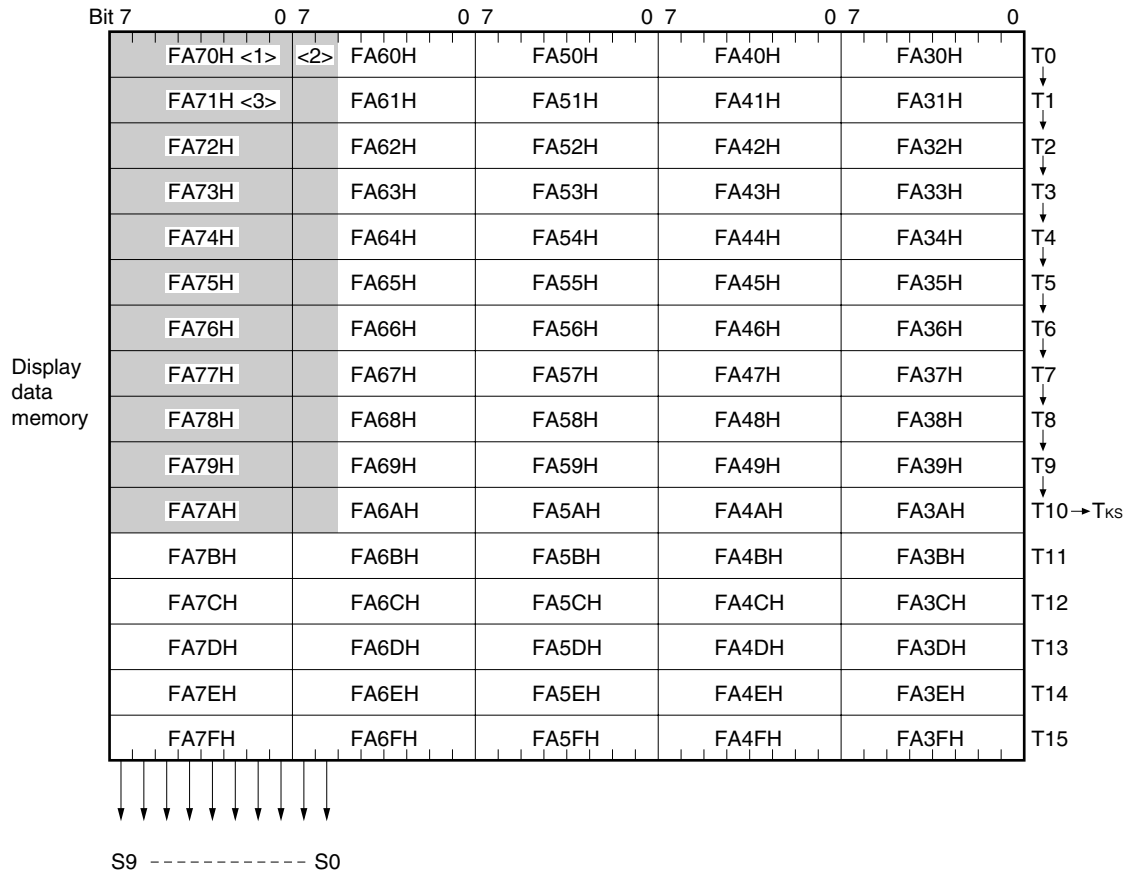 Bit 7 0 7 0 7 0 7 0 7 0
FA70H <1> <2> FA60H FA50H FA40H FA30H T0
FA71H <3> FA61H FA51H FA41H FA31H T1
FA72H FA62H FA52H FA42H FA32H T2
FA73H FA63H FA53H FA43H FA33H T3
FA74H FA64H FA54H FA44H FA34H T4
FA75H FA65H FA55H FA45H FA35H T5
FA76H FA66H FA56H FA46H FA36H T6
Display
data
memory
FA77H FA67H FA57H FA47H FA37H T7
FA78H FA68H FA58H FA48H FA38H T8
FA79H FA69H FA59H FA49H FA39H T9
FA7AH FA6AH FA5AH FA4AH FA3AH T10 → TKS
FA7BH FA6BH FA5BH FA4BH FA3BH T11
FA7CH FA6CH FA5CH FA4CH FA3CH T12
FA7DH FA6DH FA5DH FA4DH FA3DH T13
FA7EH FA6EH FA5EH FA4EH FA3EH T14
FA7FH FA6FH FA5FH FA4FH FA3FH T15
S9 ------------ S0